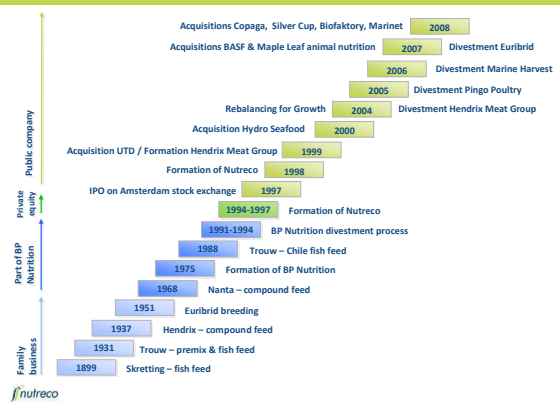 Acquisitions Copaga, Silver Cup, Biofaktory, Marinet 2008
Acquisitions BASF & Maple Leaf animal nutrition 2007 Divestment Euribrid
2006 Divestment Marine Harvest
2005 Divestment Pingo Poultry
Rebalancing for Growth 2004 Divestment Hendrix Meat Group
Acquisition Hydro Seafood 2000
Acquisition UTD / Formation Hendrix Meat Group 1999
Formation of Nutreco 1998
IPO on Amsterdam stock exchange 1997
1994-1997 Formation of Nutreco
1991-1994 BP Nutrition divestment process
1988 Trouw – Chile fish feed
1975 Formation of BP Nutrition
1968 Nanta – compound feed
1951 Euribrid breeding
1937 Hendrix – compound feed
1931 Trouw – premix & fish feed
1899 Skretting – fish feed
Public company
Private
equity
Part of BP
Nutrition
Family
business
nutreco